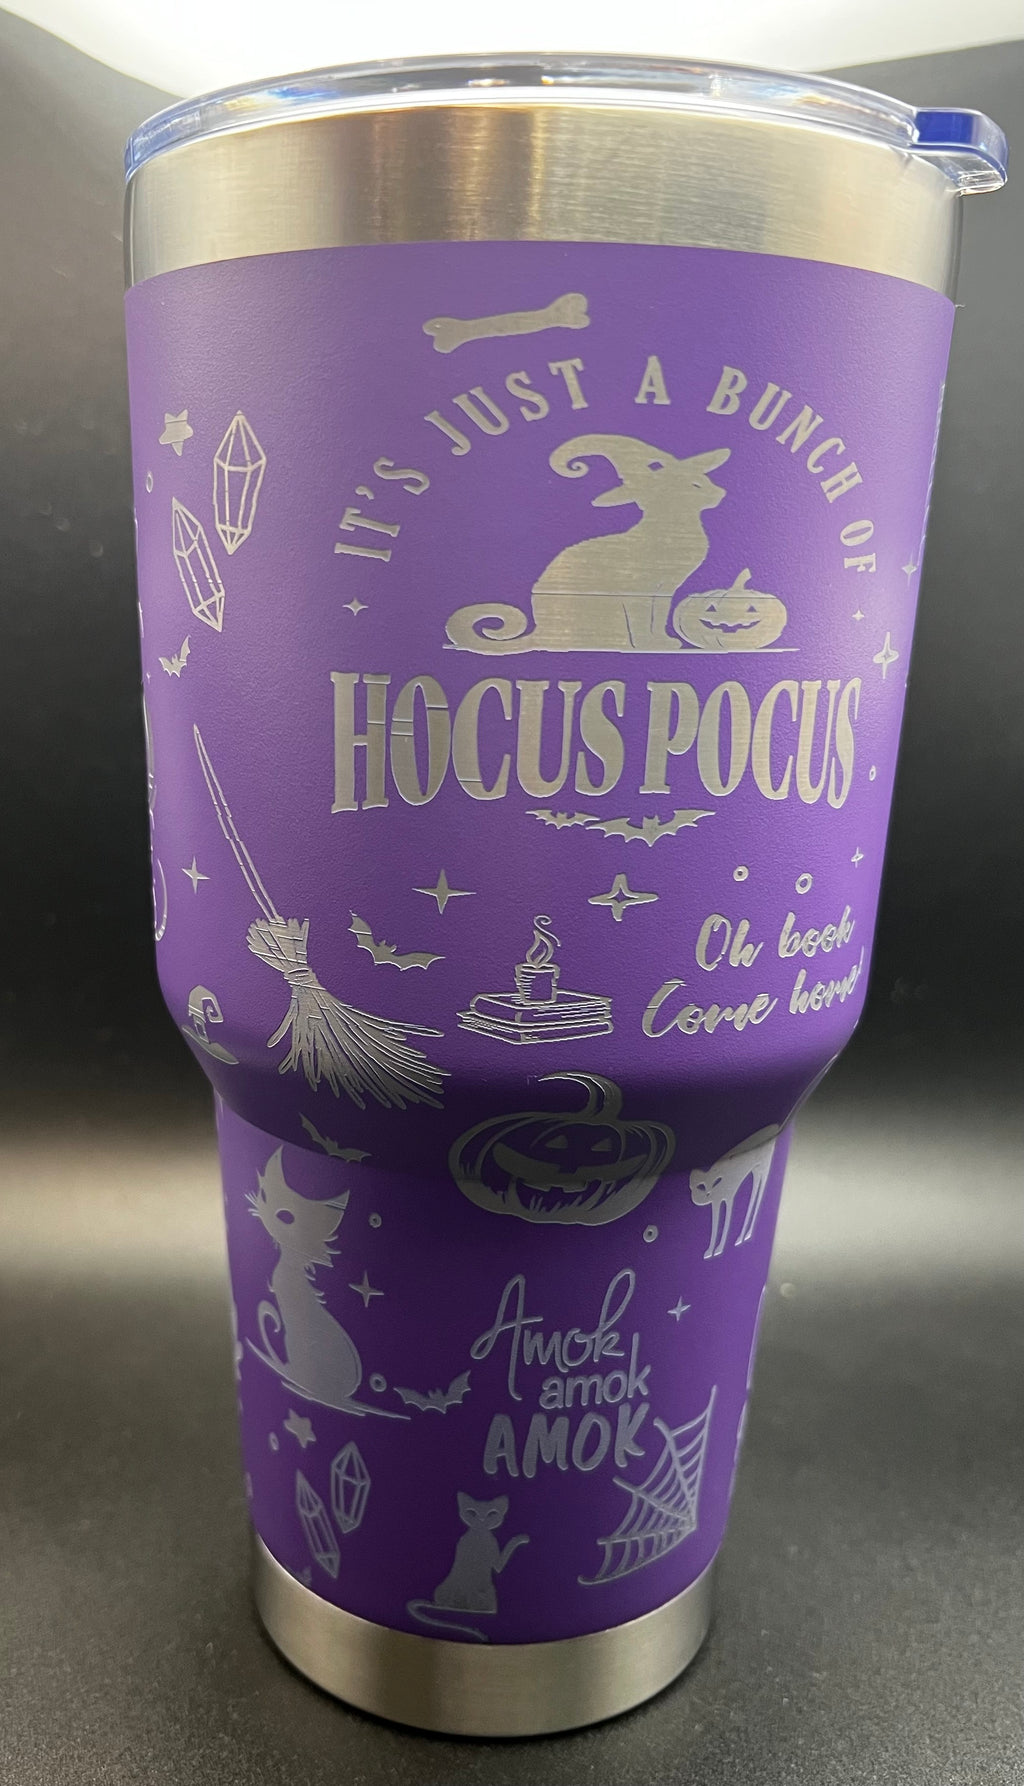 IT'S JUST A BUNCH OF
HOCUS POCUS
Oh book
Come home!
Amok
amok
AMOK